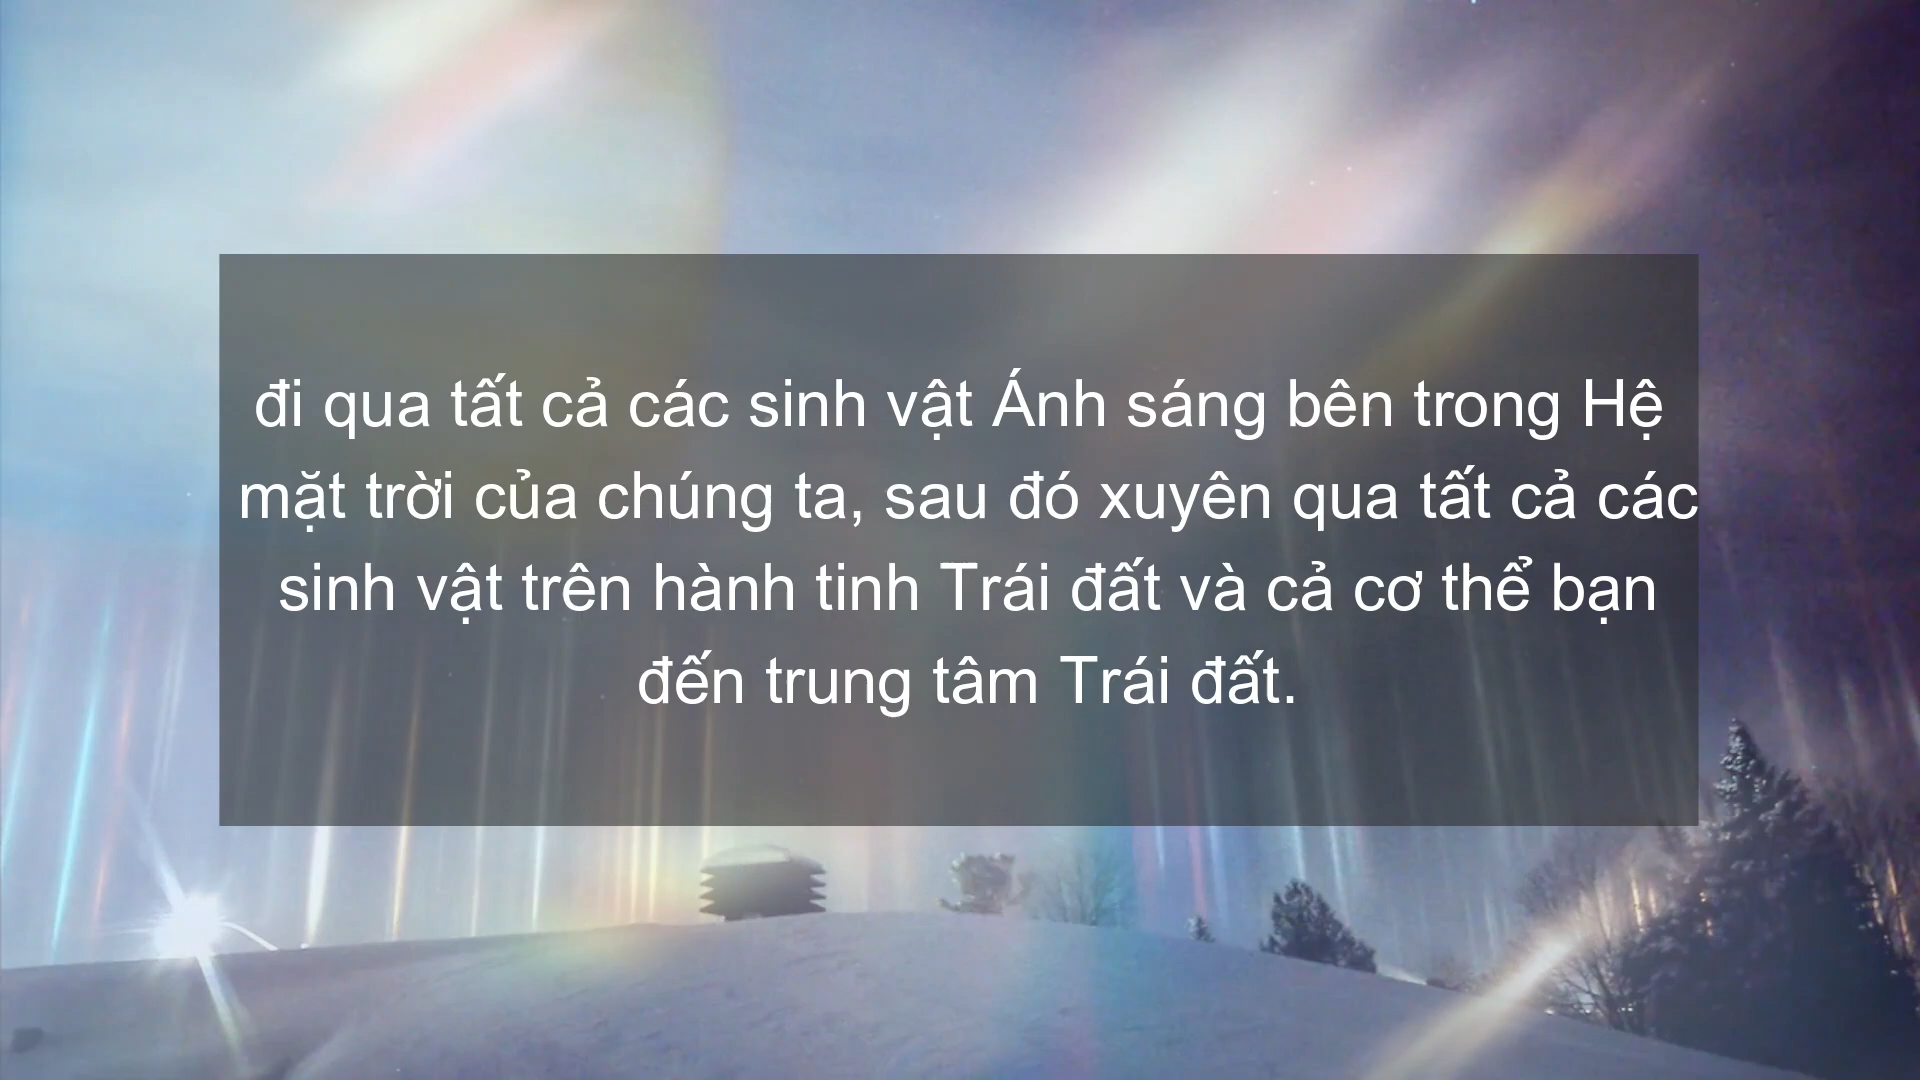 đi qua tất cả các sinh vật Ánh sáng bên trong Hệ
mặt trời của chúng ta, sau đó xuyên qua tất cả các
sinh vật trên hành tinh Trái đất và cả cơ thể bạn
đến trung tâm Trái đất.